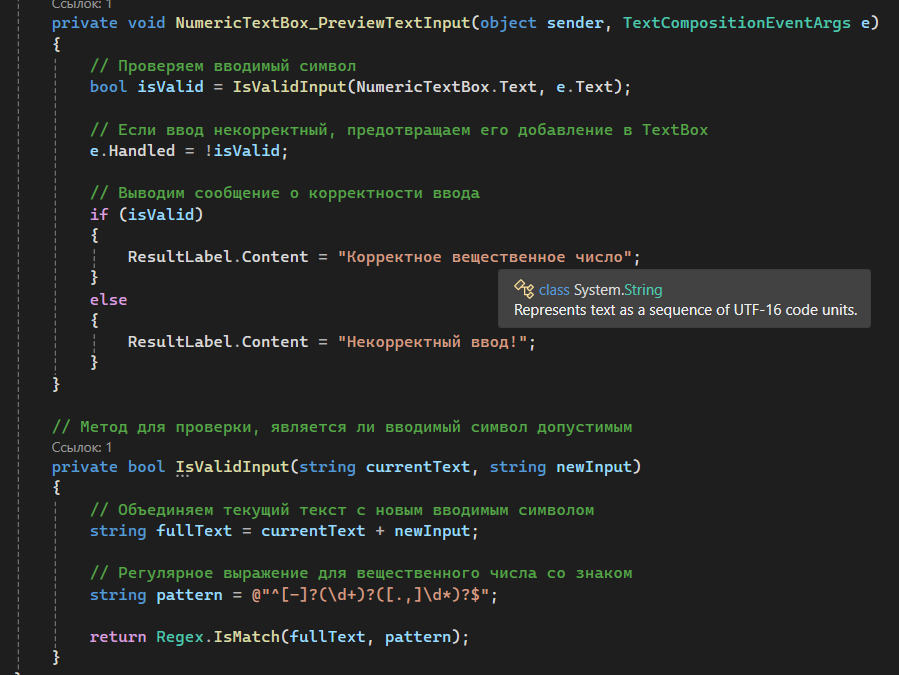 Ссылок: 1
private void NumericTextBox_PreviewTextInput(object sender, TextCompositionEventArgs e)
{
// Проверяем вводимый символ
bool isValid = IsValidInput(NumericTextBox.Text, e.Text);
// Если ввод некорректный, предотвращаем его добавление в TextBox
e.Handled = !isValid;
// Выводим сообщение о корректности ввода
if (isValid)
{
ResultLabel.Content = "Корректное вещественное число";
}
class System.String
Represents text as a sequence of UTF-16 code units.
else
{
ResultLabel.Content = "Некорректный ввод!";
}
}
// Метод для проверки, является ли вводимый символ допустимым
Ссылок: 1
private bool IsValidInput(string currentText, string newInput)
{
// Объединяем текущий текст с новым вводимым символом
string fullText = currentText + newInput;
// Регулярное выражение для вещественного числа со знаком
string pattern = @"^[-]?(\d+)?([.,]\d*)?$";
return Regex.IsMatch(fullText, pattern);
}